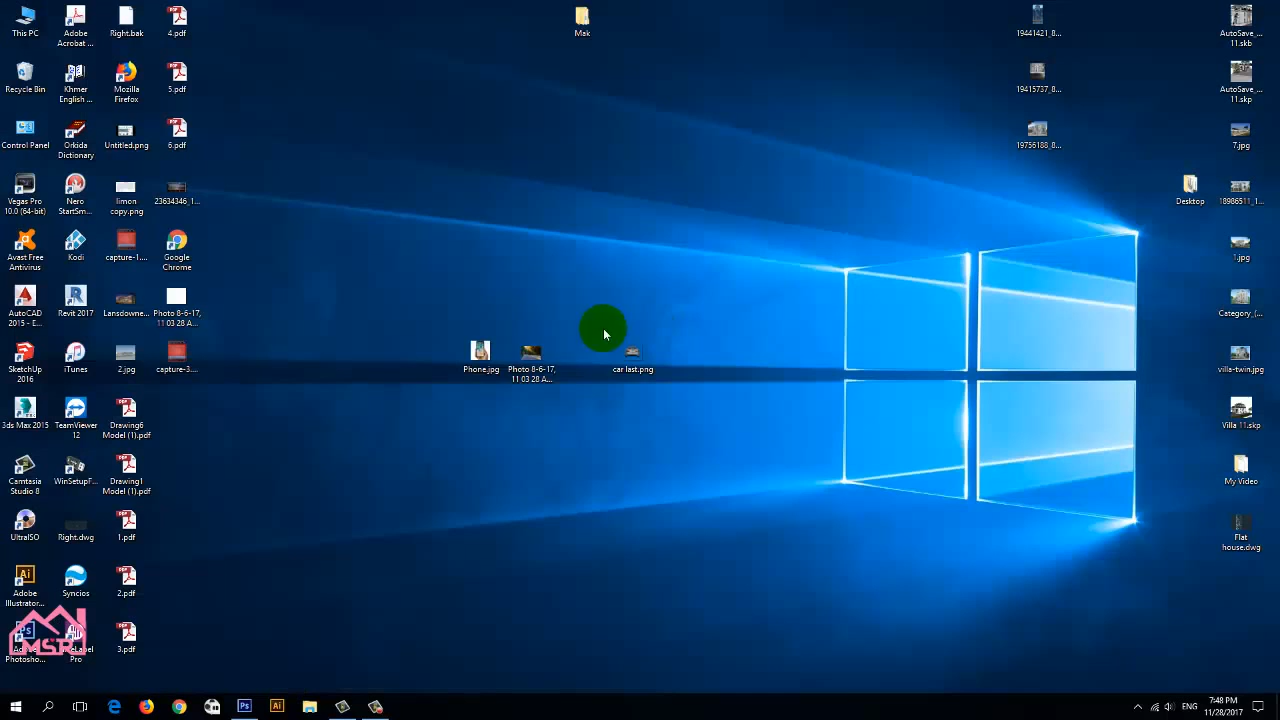 This PC
Adobe
Acrobat ...
Right.bak
4.pdf
Mak
19441421_8...
AutoSave_...
11.skb
Recycle Bin
Khmer
English ...
Mozilla
Firefox
5.pdf
19415737_8...
AutoSave_...
11.skp
Control Panel
Orkida
Dictionary
Untitled.png
6.pdf
19756188_8...
7.jpg
Vegas Pro
10.0 (64-bit)
Nero
StartSm...
limon
copy.png
23634346_1...
Desktop
18986511_1...
Avast Free
Antivirus
Kodi
capture-1....
Google
Chrome
1.jpg
AutoCAD
2015 - E...
Revit 2017
Lansdowne...
Photo 8-6-17,
11 03 28 A...
Category_(...
SketchUp
2016
iTunes
2.jpg
capture-3....
Phone.jpg
Photo 8-6-17,
11 03 28 A...
car last.png
villa-twin.jpg
3ds Max 2015
TeamViewer
12
Drawing6
Model (1).pdf
Villa 11.skp
Camtasia
Studio 8
WinSetupF...
Drawing1
Model (1).pdf
My Video
UltraISO
Right.dwg
1.pdf
Flat
house.dwg
Adobe
Illustrator...
Syncios
2.pdf
MSR
Photosho...
Pro
3.pdf
7:48 PM
ENG
11/28/2017